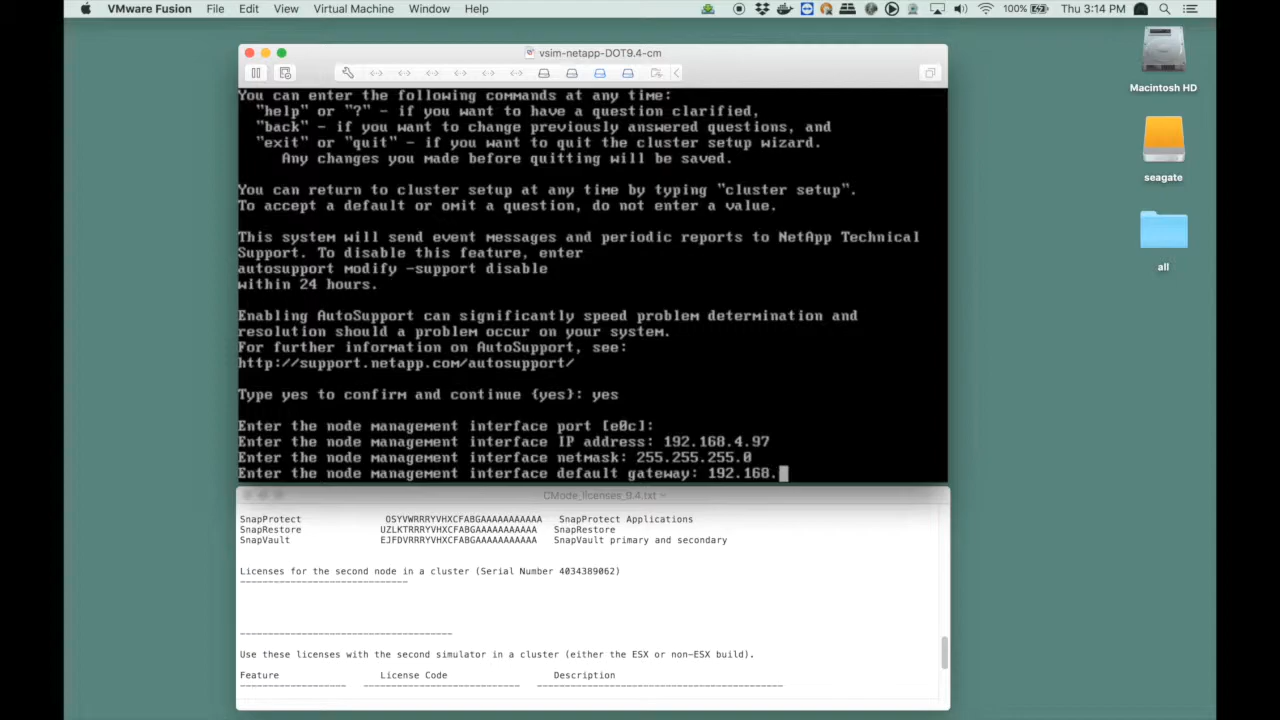 VMware Fusion File Edit View Virtual Machine Window Help 100% Thu 3:14 PM
vsim-netapp-DOT9.4-cm
Macintosh HD
seagate
all
You can enter the following commands at any time:
"help" or "?" - if you want to have a question clarified,
"back" - if you want to change previously answered questions, and
"exit" or "quit" - if you want to quit the cluster setup wizard.
Any changes you made before quitting will be saved.
You can return to cluster setup at any time by typing "cluster setup".
To accept a default or omit a question, do not enter a value.
This system will send event messages and periodic reports to NetApp Technical
Support. To disable this feature, enter
autosupport modify -support disable
within 24 hours.
Enabling AutoSupport can significantly speed problem determination and
resolution should a problem occur on your system.
For further information on AutoSupport, see:
http://support.netapp.com/autosupport/
Type yes to confirm and continue {yes}: yes
Enter the node management interface port [e0c]:
Enter the node management interface IP address: 192.168.4.97
Enter the node management interface netmask: 255.255.255.0
Enter the node management interface default gateway: 192.168.
CMode_licenses_9.4.txt
SnapProtect OSYVWRRRYVHXCFABGAAAAAAAAAAA SnapProtect Applications
SnapRestore UZLKTRRRYVHXCFABGAAAAAAAAAAA SnapRestore
SnapVault EJFDVRRRYVHXCFABGAAAAAAAAAAA SnapVault primary and secondary
Licenses for the second node in a cluster (Serial Number 4034389062)
------------------------------
--------------------------------------
Use these licenses with the second simulator in a cluster (either the ESX or non-ESX build).
Feature License Code Description
------------------- ---------------------------- --------------------------------------------